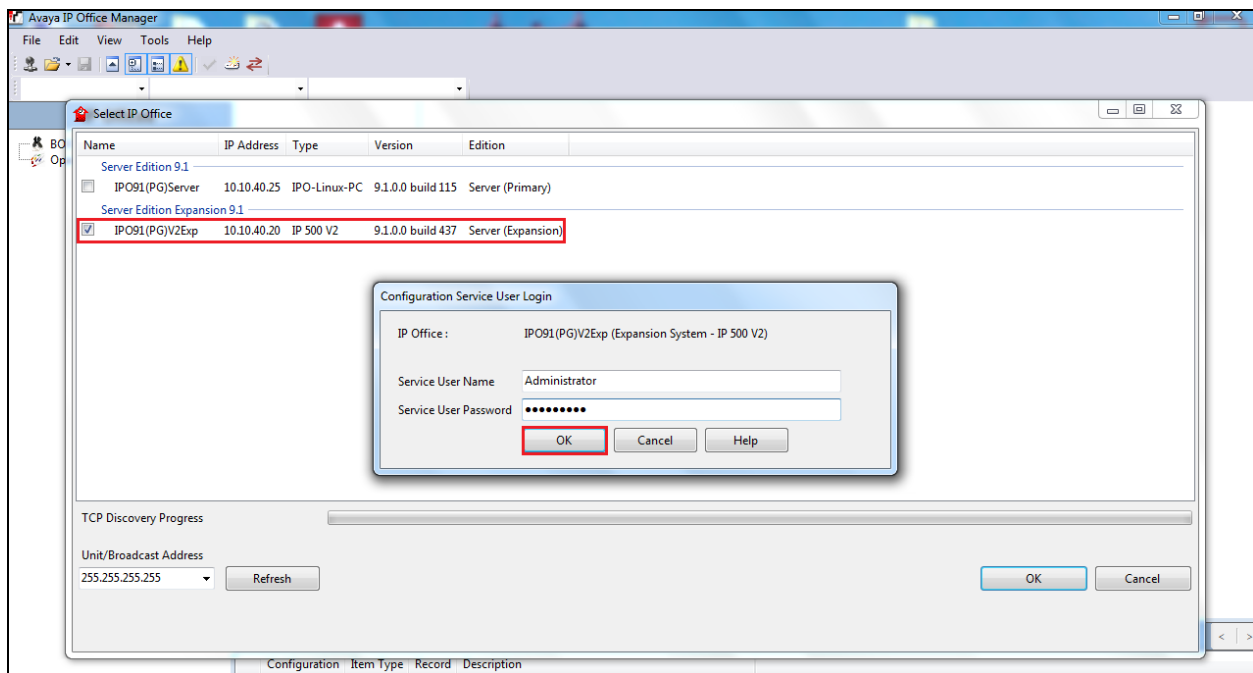 Avaya IP Office Manager
File Edit View Tools Help
Select IP Office
BO
Op
Name IP Address Type Version Edition
Server Edition 9.1
IPO91(PG)Server 10.10.40.25 IPO-Linux-PC 9.1.0.0 build 115 Server (Primary)
Server Edition Expansion 9.1
IPO91(PG)V2Exp 10.10.40.20 IP 500 V2 9.1.0.0 build 437 Server (Expansion)
Configuration Service User Login
IP Office : IPO91(PG)V2Exp (Expansion System - IP 500 V2)
Service User Name Administrator
Service User Password •••••••••
OK Cancel Help
TCP Discovery Progress
Unit/Broadcast Address
255.255.255.255 Refresh OK Cancel
Configuration Item Type Record Description